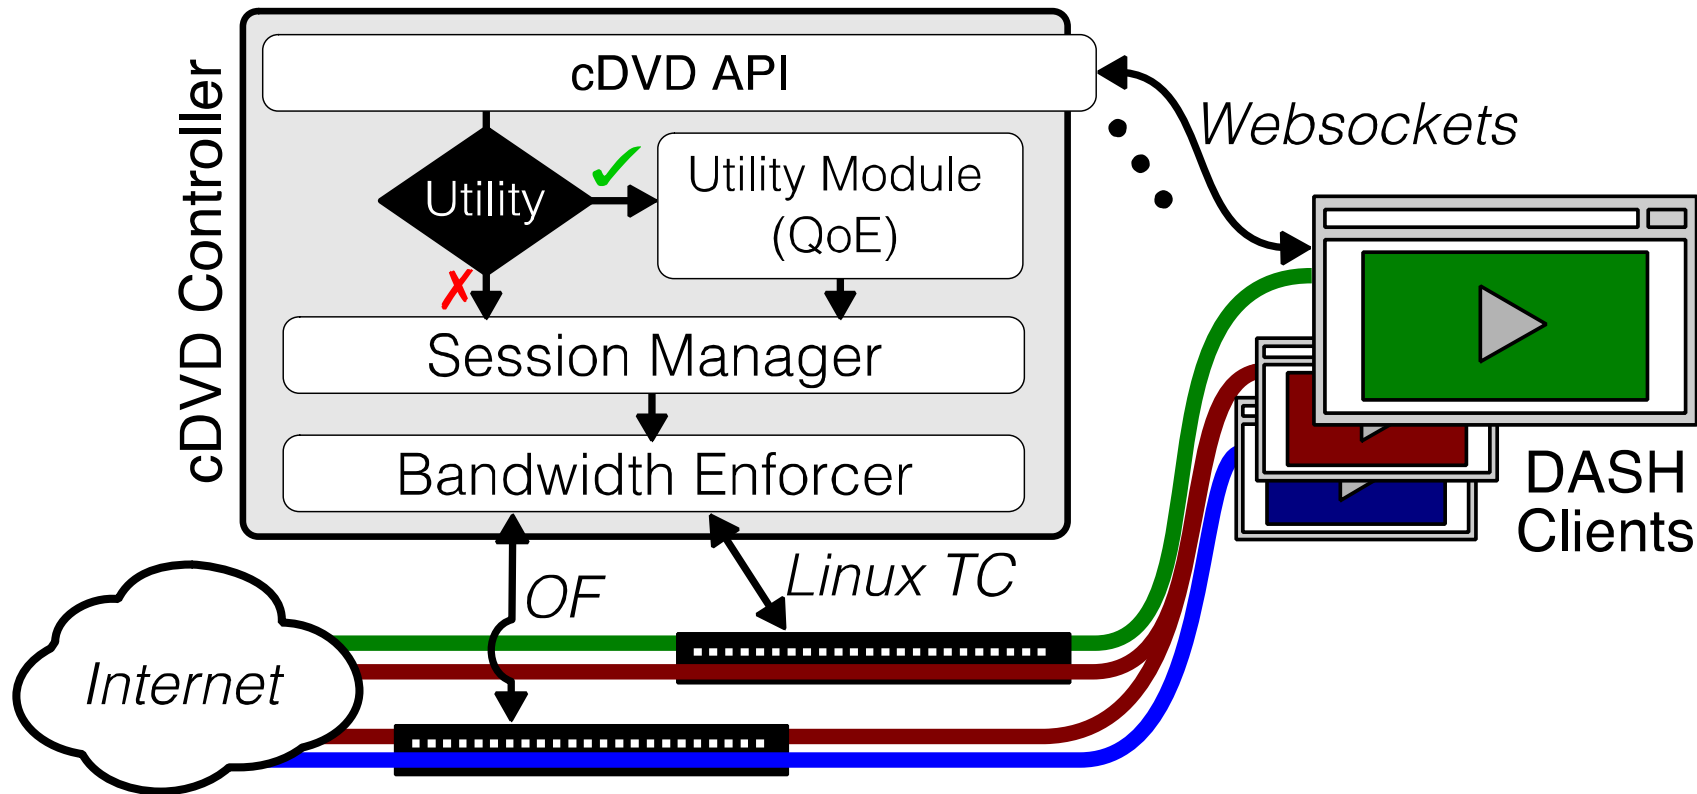 cDVD Controller
cDVD API
Websockets
Utility
Utility Module
(QoE)
Session Manager
Bandwidth Enforcer
DASH
Clients
OF
Linux TC
Internet